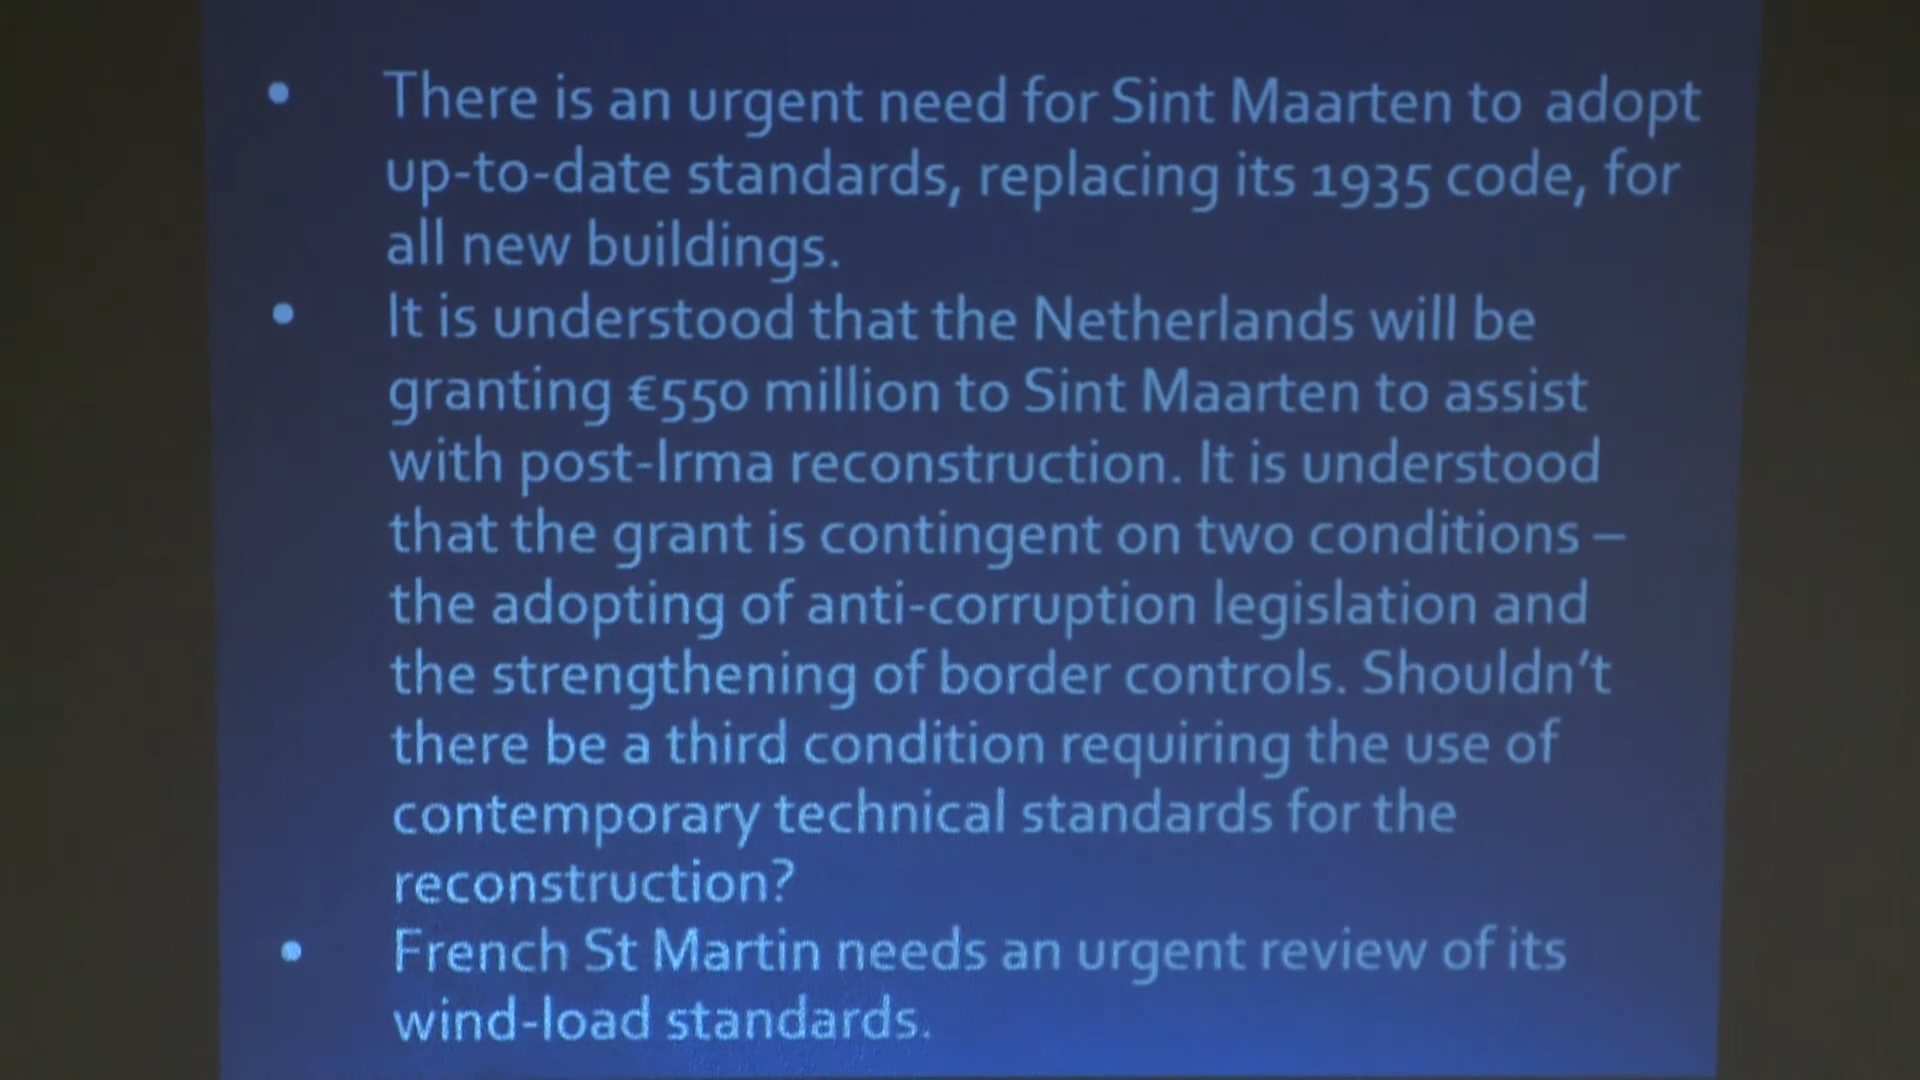 • There is an urgent need for Sint Maarten to adopt
up-to-date standards, replacing its 1935 code, for
all new buildings.
• It is understood that the Netherlands will be
granting €550 million to Sint Maarten to assist
with post-Irma reconstruction. It is understood
that the grant is contingent on two conditions –
the adopting of anti-corruption legislation and
the strengthening of border controls. Shouldn't
there be a third condition requiring the use of
contemporary technical standards for the
reconstruction?
• French St Martin needs an urgent review of its
wind-load standards.